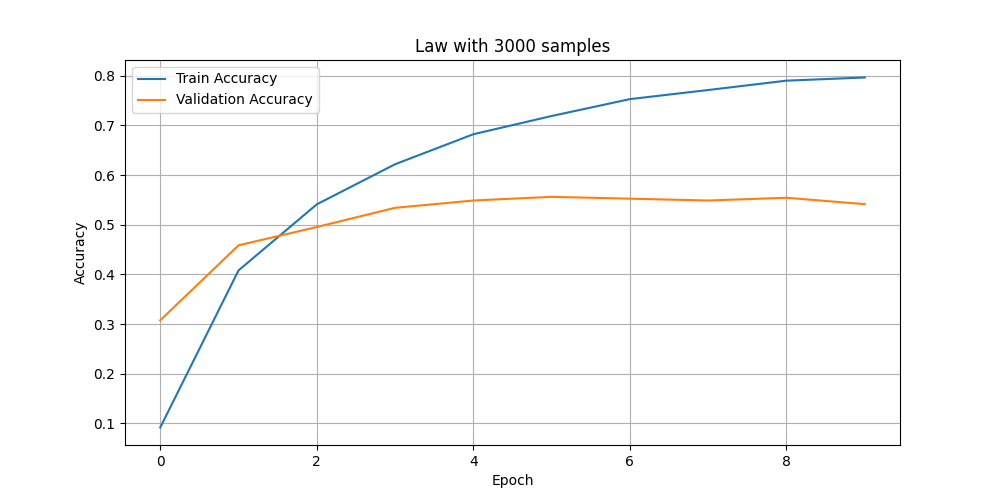 Law with 3000 samples
Train Accuracy
Validation Accuracy
0.8
0.7
0.6
0.5
0.4
0.3
0.2
0.1
Accuracy
0 2 4 6 8
Epoch